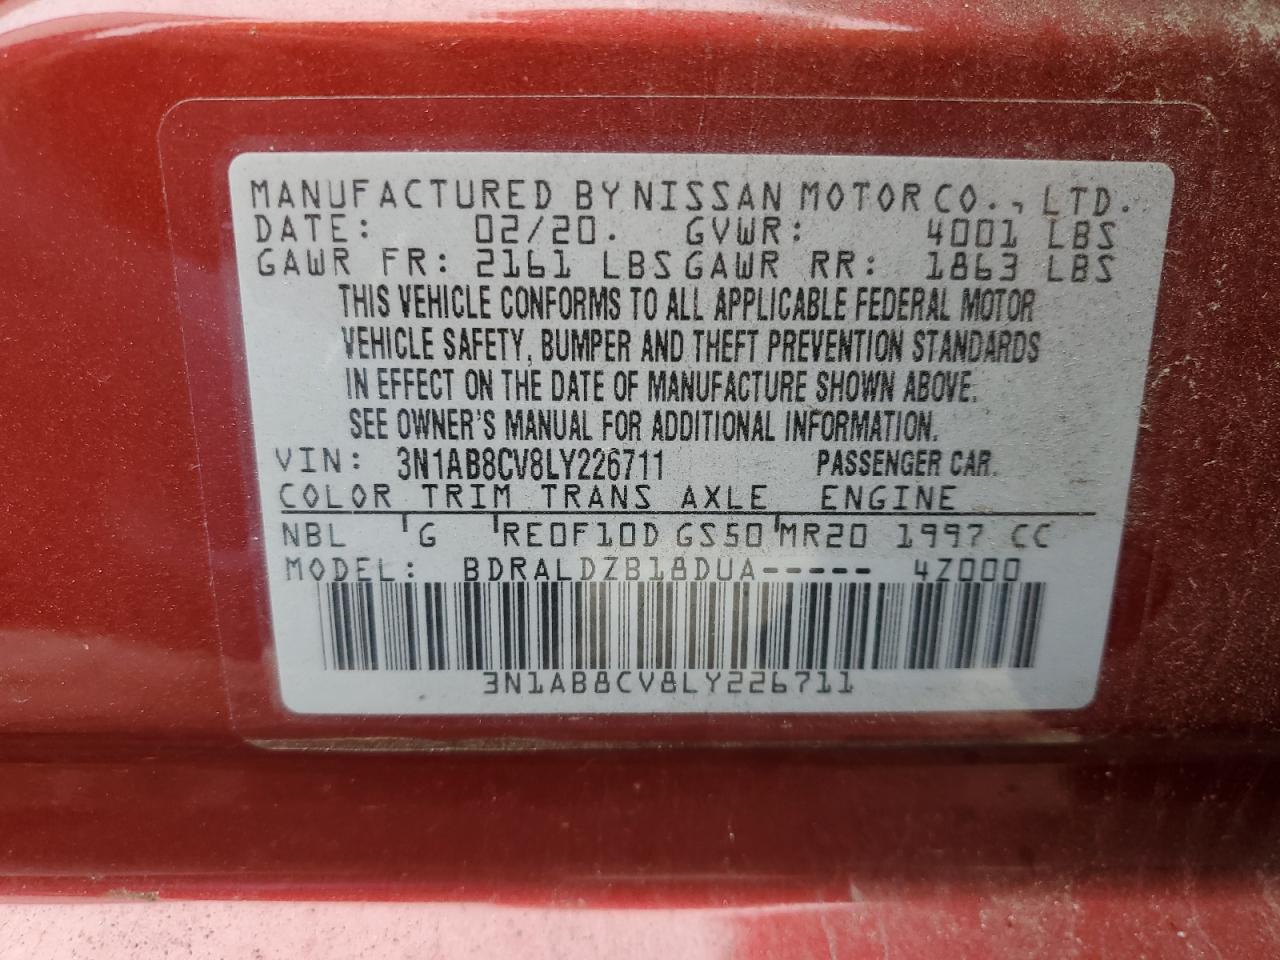 MANUFACTURED BY NISSAN MOTOR CO., LTD.
DATE: 02/20. GVWR: 4001 LBS
GAWR FR: 2161 LBS GAWR RR: 1863 LBS
THIS VEHICLE CONFORMS TO ALL APPLICABLE FEDERAL MOTOR
VEHICLE SAFETY, BUMPER AND THEFT PREVENTION STANDARDS
IN EFFECT ON THE DATE OF MANUFACTURE SHOWN ABOVE.
SEE OWNER'S MANUAL FOR ADDITIONAL INFORMATION.
VIN: 3N1AB8CV8LY226711 PASSENGER CAR.
COLOR TRIM TRANS AXLE ENGINE
NBL G RE0F10D GS50 MR20 1997 CC
MODEL: BDRALDZB18DUA----- 4Z000
3N1AB8CV8LY226711